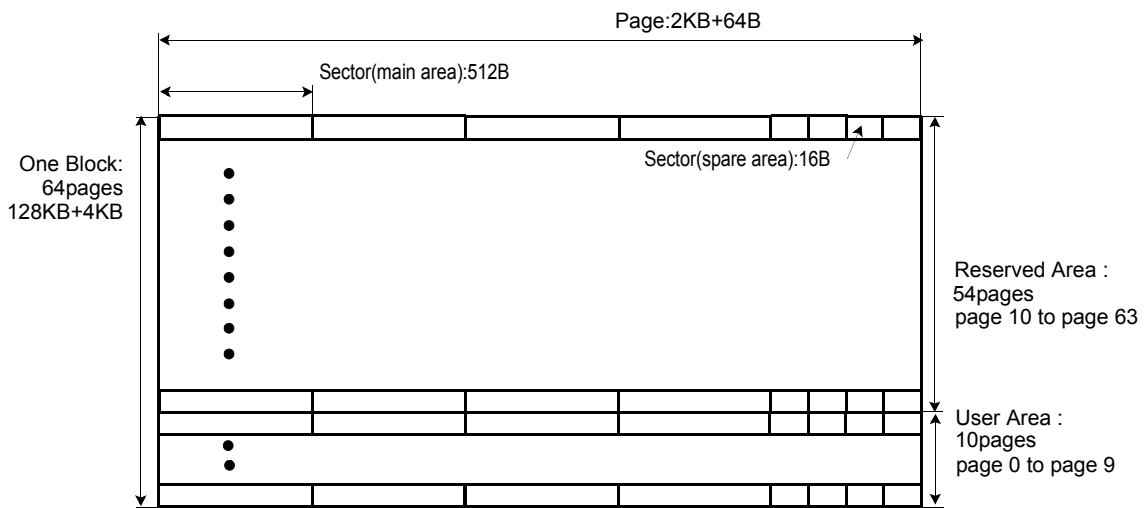 Page:2KB+64B
Sector(main area):512B
One Block:
64pages
128KB+4KB
Sector(spare area):16B
Reserved Area :
54pages
page 10 to page 63
User Area :
10pages
page 0 to page 9